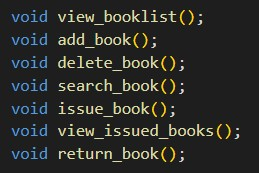 void view_booklist();
void add_book();
void delete_book();
void search_book();
void issue_book();
void view_issued_books();
void return_book();